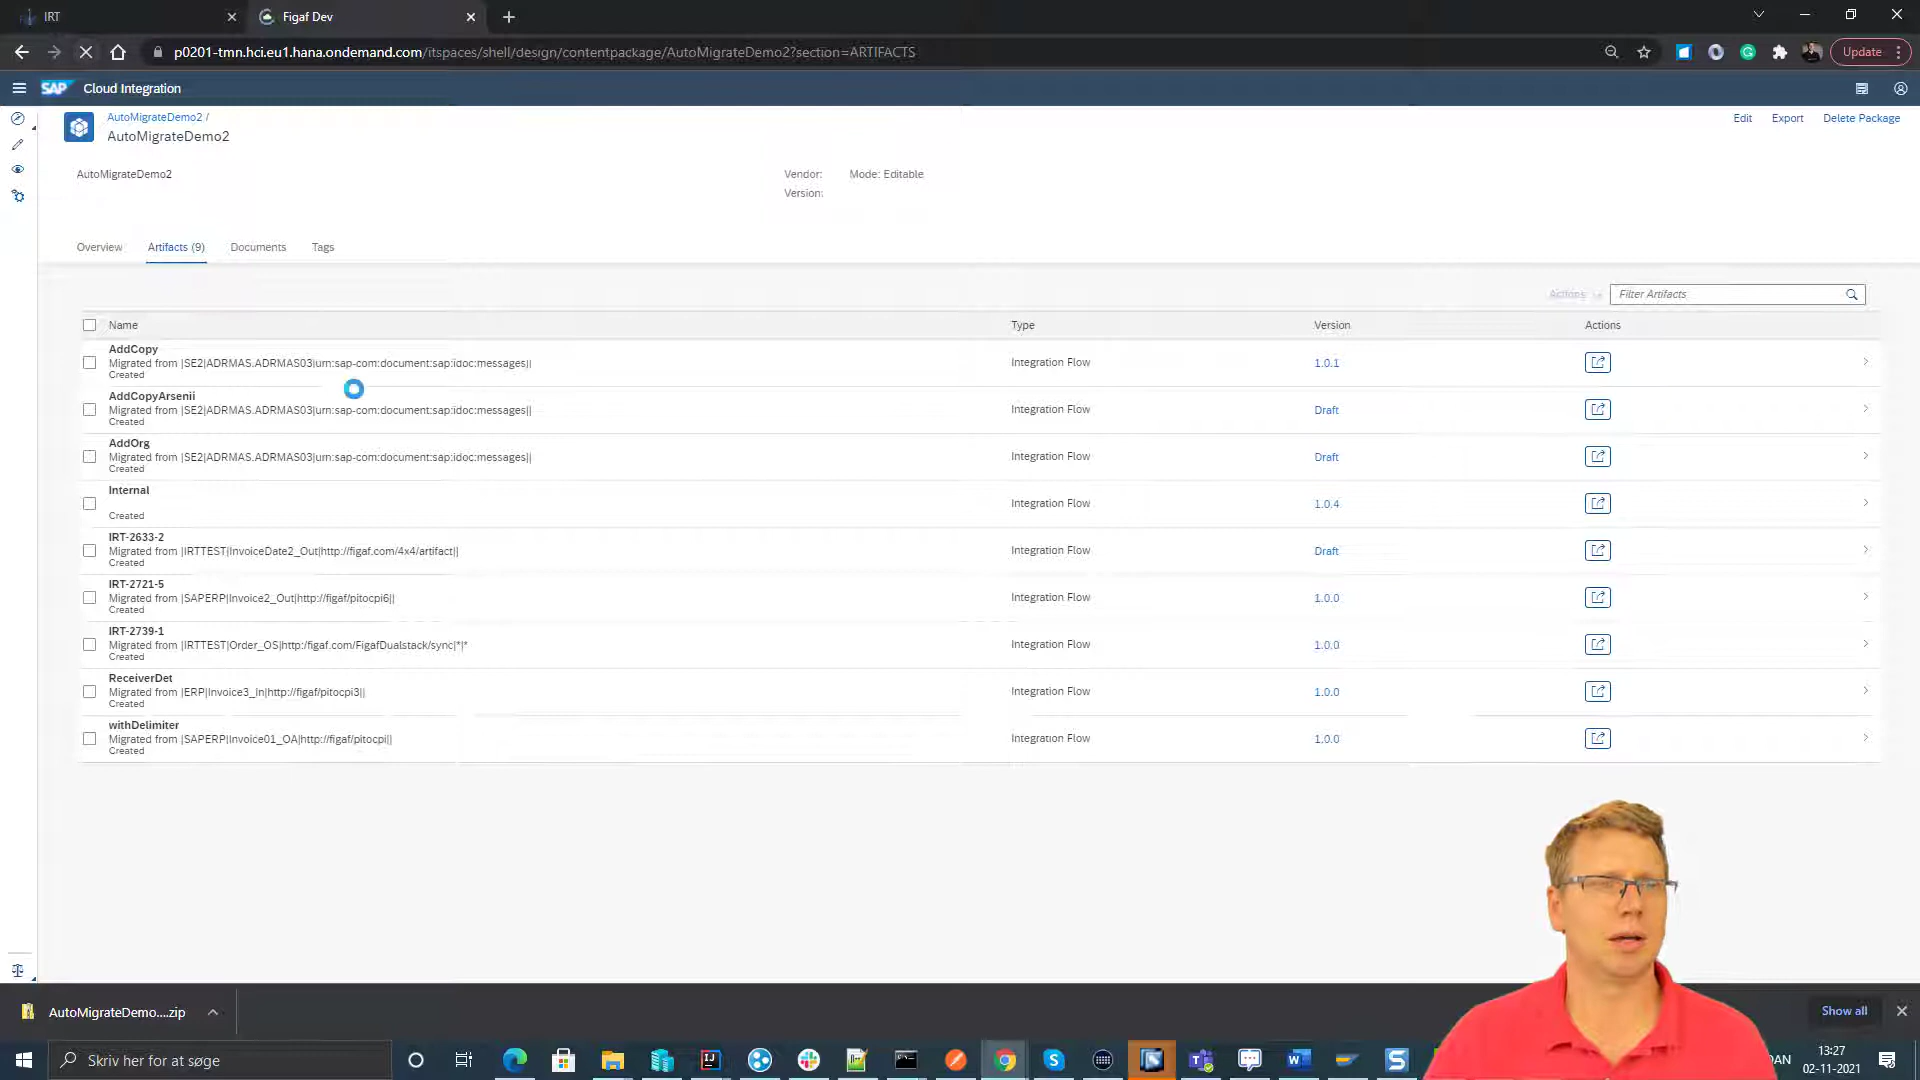 IRT
Figaf Dev
p0201-tmn.hci.eu1.hana.ondemand.com/itspaces/shell/design/contentpackage/AutoMigrateDemo2?section=ARTIFACTS
Update
SAP Cloud Integration
AutoMigrateDemo2 /
AutoMigrateDemo2
Edit Export Delete Package
AutoMigrateDemo2
Vendor: Mode: Editable
Version:
Overview Artifacts (9) Documents Tags
Actions Filter Artifacts
Name Type Version Actions
AddCopy
Migrated from |SE2|ADRMAS.ADRMAS03|urn:sap-com:document:sap:idoc:messages||
Created
Integration Flow 1.0.1
AddCopyArsenii
Migrated from |SE2|ADRMAS.ADRMAS03|urn:sap-com:document:sap:idoc:messages||
Created
Integration Flow Draft
AddOrg
Migrated from |SE2|ADRMAS.ADRMAS03|urn:sap-com:document:sap:idoc:messages||
Created
Integration Flow Draft
Internal
Created
Integration Flow 1.0.4
IRT-2633-2
Migrated from |IRTTEST|InvoiceDate2_Out|http://figaf.com/4x4/artifact||
Created
Integration Flow Draft
IRT-2721-5
Migrated from |SAPERP|Invoice2_Out|http://figaf/pitocpi6||
Created
Integration Flow 1.0.0
IRT-2739-1
Migrated from ||IRTTEST|Order_OS|http:/figaf.com/FigafDualstack/sync|*|*
Created
Integration Flow 1.0.0
ReceiverDet
Migrated from |ERP|Invoice3_In|http://figaf/pitocpi3||
Created
Integration Flow 1.0.0
withDelimiter
Migrated from |SAPERP|Invoice01_OA|http://figaf/pitocpi||
Created
Integration Flow 1.0.0
AutoMigrateDemo....zip
Show all
Skriv her for at søge
DAN
13:27
02-11-2021